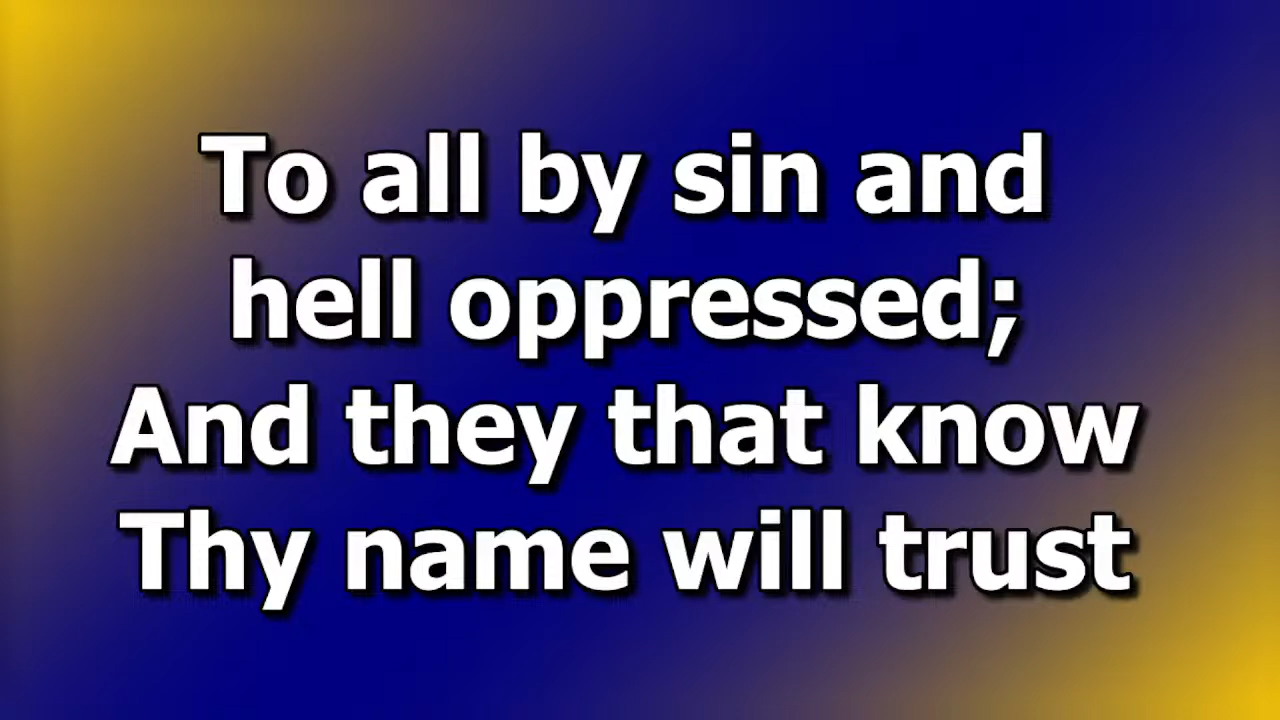 To all by sin and
hell oppressed;
And they that know
Thy name will trust